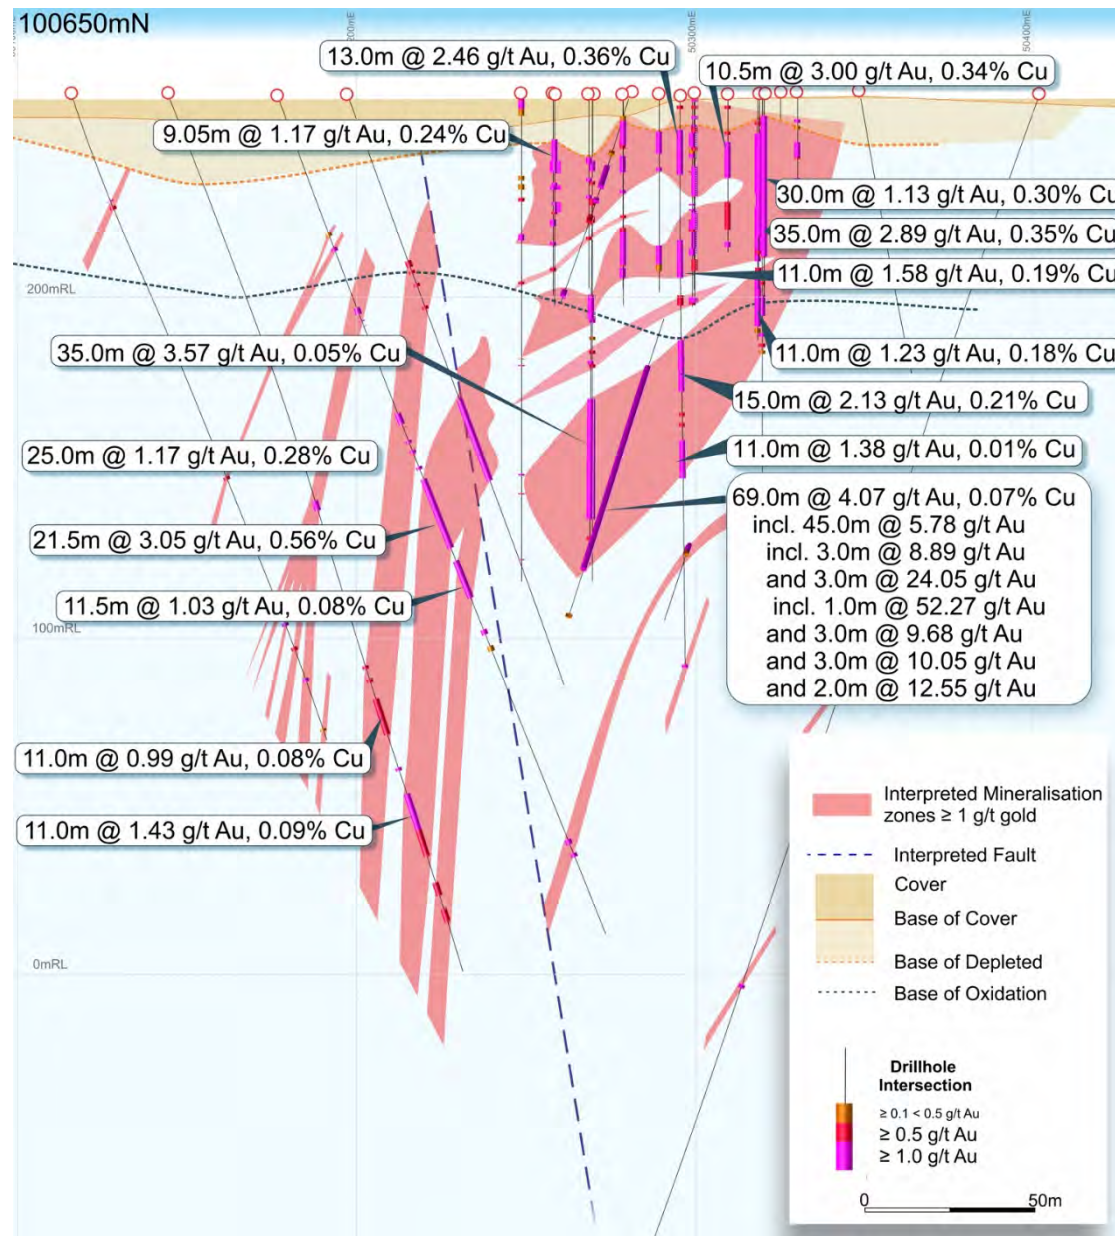 100650mN
50300mE
50400mE
13.0m @ 2.46 g/t Au, 0.36% Cu
10.5m @ 3.00 g/t Au, 0.34% Cu
9.05m @ 1.17 g/t Au, 0.24% Cu
30.0m @ 1.13 g/t Au, 0.30% Cu
35.0m @ 2.89 g/t Au, 0.35% Cu
11.0m @ 1.58 g/t Au, 0.19% Cu
200mRL
35.0m @ 3.57 g/t Au, 0.05% Cu
11.0m @ 1.23 g/t Au, 0.18% Cu
15.0m @ 2.13 g/t Au, 0.21% Cu
25.0m @ 1.17 g/t Au, 0.28% Cu
11.0m @ 1.38 g/t Au, 0.01% Cu
69.0m @ 4.07 g/t Au, 0.07% Cu
incl. 45.0m @ 5.78 g/t Au
incl. 3.0m @ 8.89 g/t Au
and 3.0m @ 24.05 g/t Au
incl. 1.0m @ 52.27 g/t Au
and 3.0m @ 9.68 g/t Au
and 3.0m @ 10.05 g/t Au
and 2.0m @ 12.55 g/t Au
21.5m @ 3.05 g/t Au, 0.56% Cu
11.5m @ 1.03 g/t Au, 0.08% Cu
100mRL
11.0m @ 0.99 g/t Au, 0.08% Cu
11.0m @ 1.43 g/t Au, 0.09% Cu
0mRL
Interpreted Mineralisation
zones ≥ 1 g/t gold
Interpreted Fault
Cover
Base of Cover
Base of Depleted
Base of Oxidation
Drillhole
Intersection
≥ 0.1 < 0.5 g/t Au
≥ 0.5 g/t Au
≥ 1.0 g/t Au
0
50m